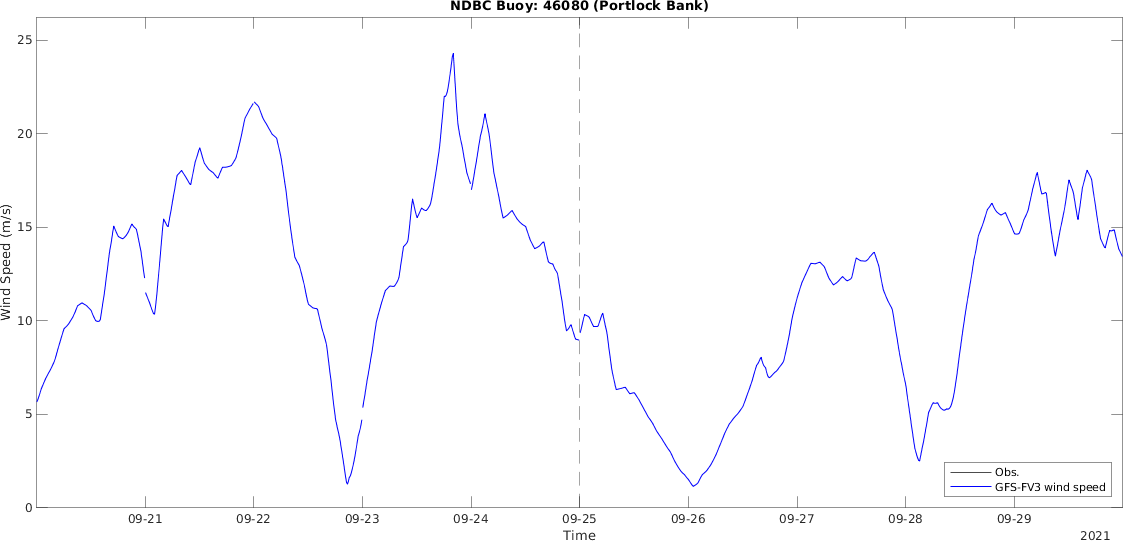 NDBC Buoy: 46080 (Portlock Bank)
25
20
15
10
5
0
Wind Speed (m/s)
09-21 09-22 09-23 09-24 09-25 09-26 09-27 09-28 09-29
Time
2021
Obs.
GFS-FV3 wind speed